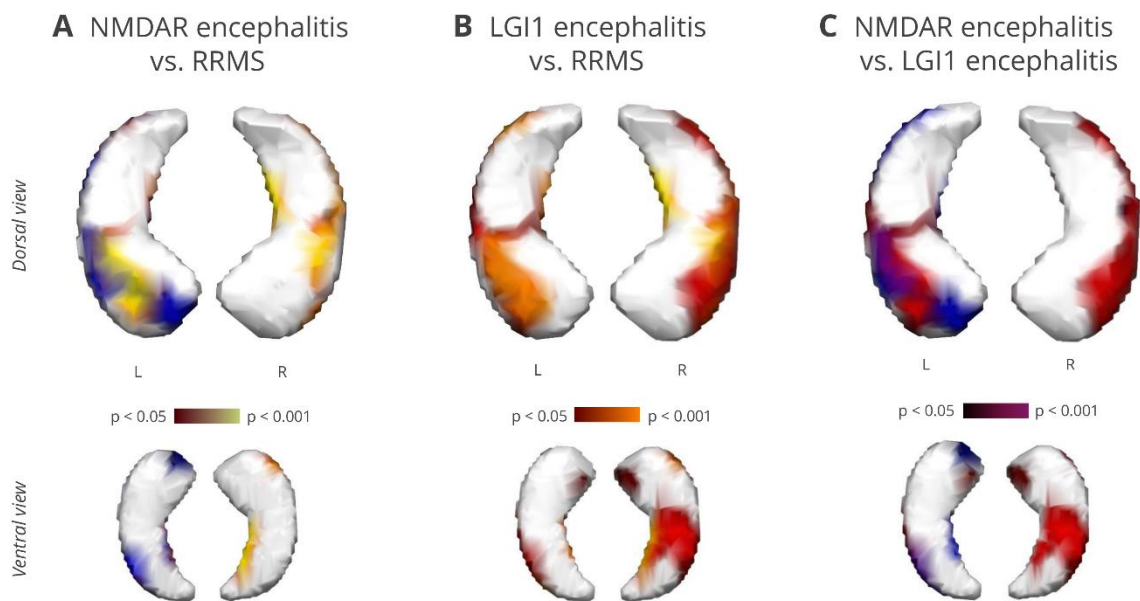 A NMDAR encephalitis
vs. RRMS
B LGI1 encephalitis
vs. RRMS
C NMDAR encephalitis
vs. LGI1 encephalitis
Dorsal view
L R
L R
L R
p < 0.05 p < 0.001
p < 0.05 p < 0.001
p < 0.05 p < 0.001
Ventral view